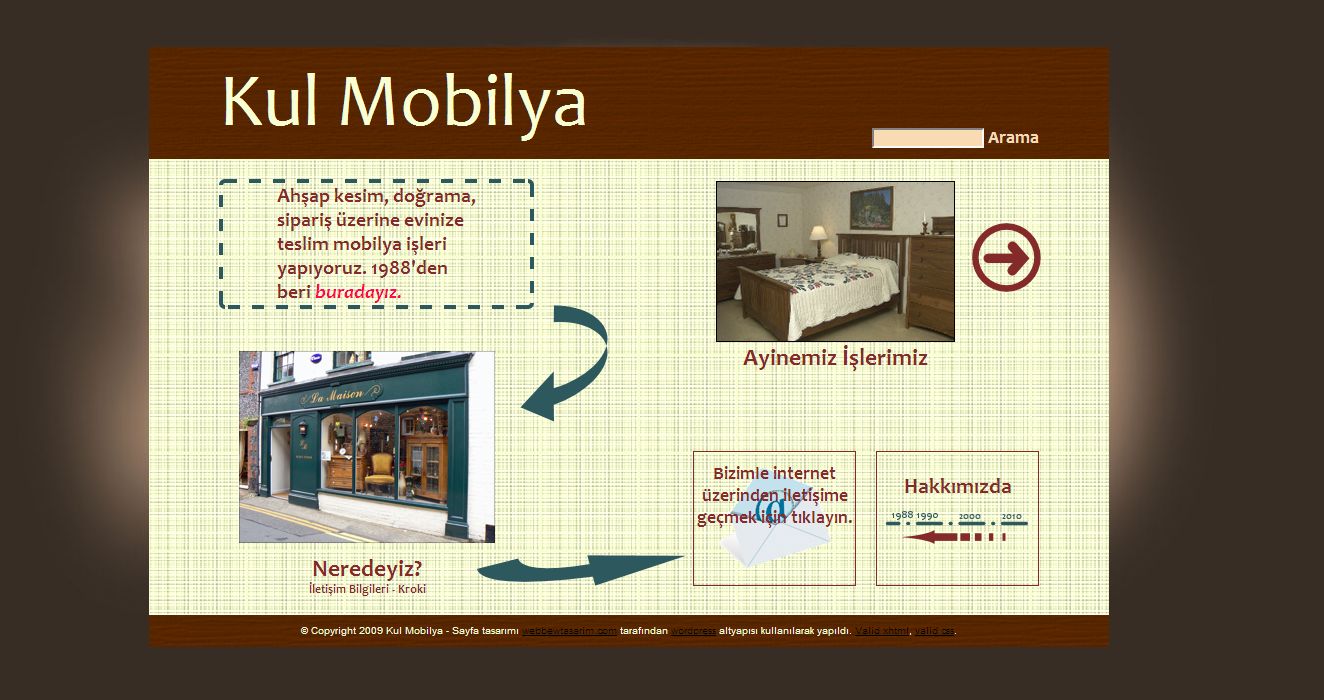 Kul Mobilya
Arama
Ahşap kesim, doğrama,
sipariş üzerine evinize
teslim mobilya işleri
yapıyoruz. 1988'den
beri buradayız.
Ayinemiz İşlerimiz
La Maison
Bizimle internet
üzerinden iletişime
geçmek için tıklayın.
@
Hakkımızda
1988 1990 2000 2010
Neredeyiz?
İletişim Bilgileri - Kroki
© Copyright 2009 Kul Mobilya - Sayfa tasarımı webbewtasarim.com tarafından wordpress altyapısı kullanılarak yapıldı. Valid xhtml, valid css.